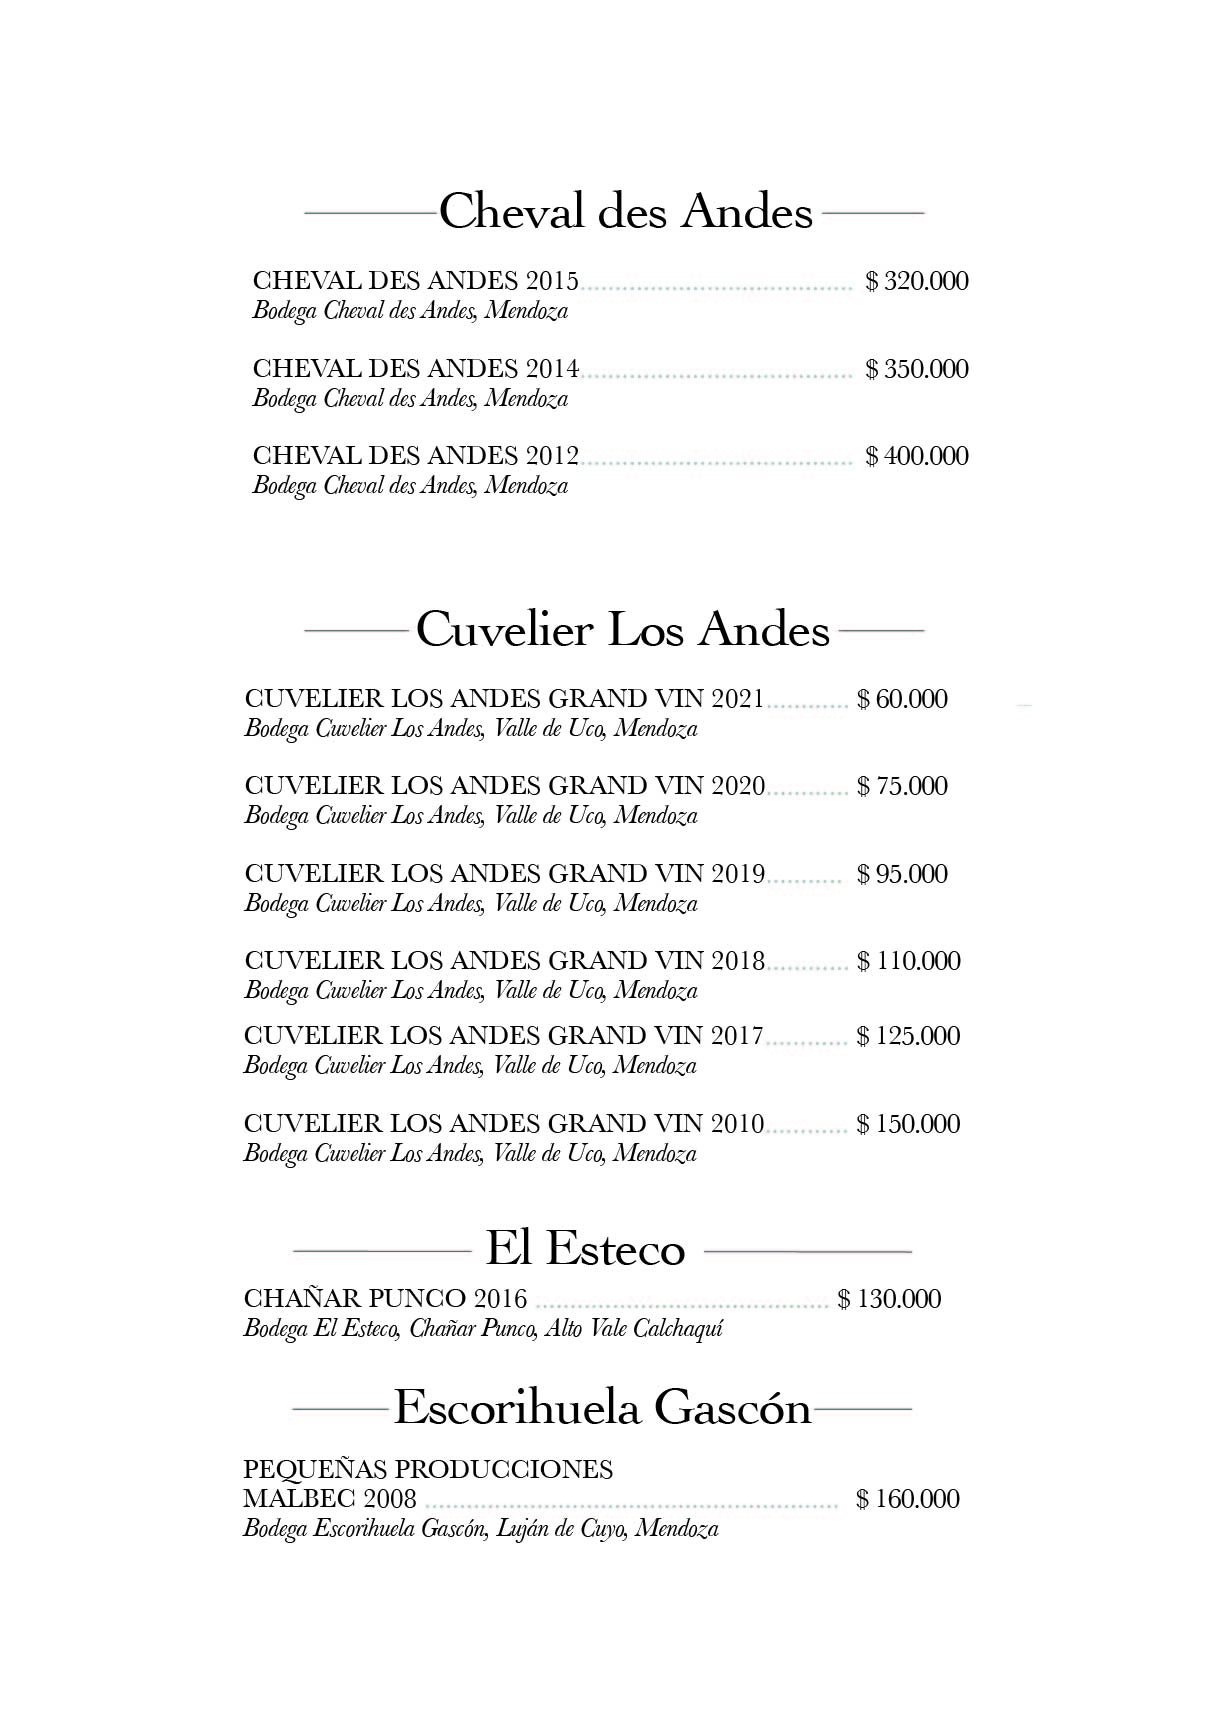 Cheval des Andes
CHEVAL DES ANDES 2015 $ 320.000
Bodega Cheval des Andes, Mendoza
CHEVAL DES ANDES 2014 $ 350.000
Bodega Cheval des Andes, Mendoza
CHEVAL DES ANDES 2012 $ 400.000
Bodega Cheval des Andes, Mendoza
Cuvelier Los Andes
CUVELIER LOS ANDES GRAND VIN 2021 $ 60.000
Bodega Cuvelier Los Andes, Valle de Uco, Mendoza
CUVELIER LOS ANDES GRAND VIN 2020 $ 75.000
Bodega Cuvelier Los Andes, Valle de Uco, Mendoza
CUVELIER LOS ANDES GRAND VIN 2019 $ 95.000
Bodega Cuvelier Los Andes, Valle de Uco, Mendoza
CUVELIER LOS ANDES GRAND VIN 2018 $ 110.000
Bodega Cuvelier Los Andes, Valle de Uco, Mendoza
CUVELIER LOS ANDES GRAND VIN 2017 $ 125.000
Bodega Cuvelier Los Andes, Valle de Uco, Mendoza
CUVELIER LOS ANDES GRAND VIN 2010 $ 150.000
Bodega Cuvelier Los Andes, Valle de Uco, Mendoza
El Esteco
CHAÑAR PUNCO 2016 $ 130.000
Bodega El Esteco, Chañar Punco, Alto Vale Calchaquí
Escorihuela Gascón
PEQUEÑAS PRODUCCIONES
MALBEC 2008 $ 160.000
Bodega Escorihuela Gascón, Luján de Cuyo, Mendoza